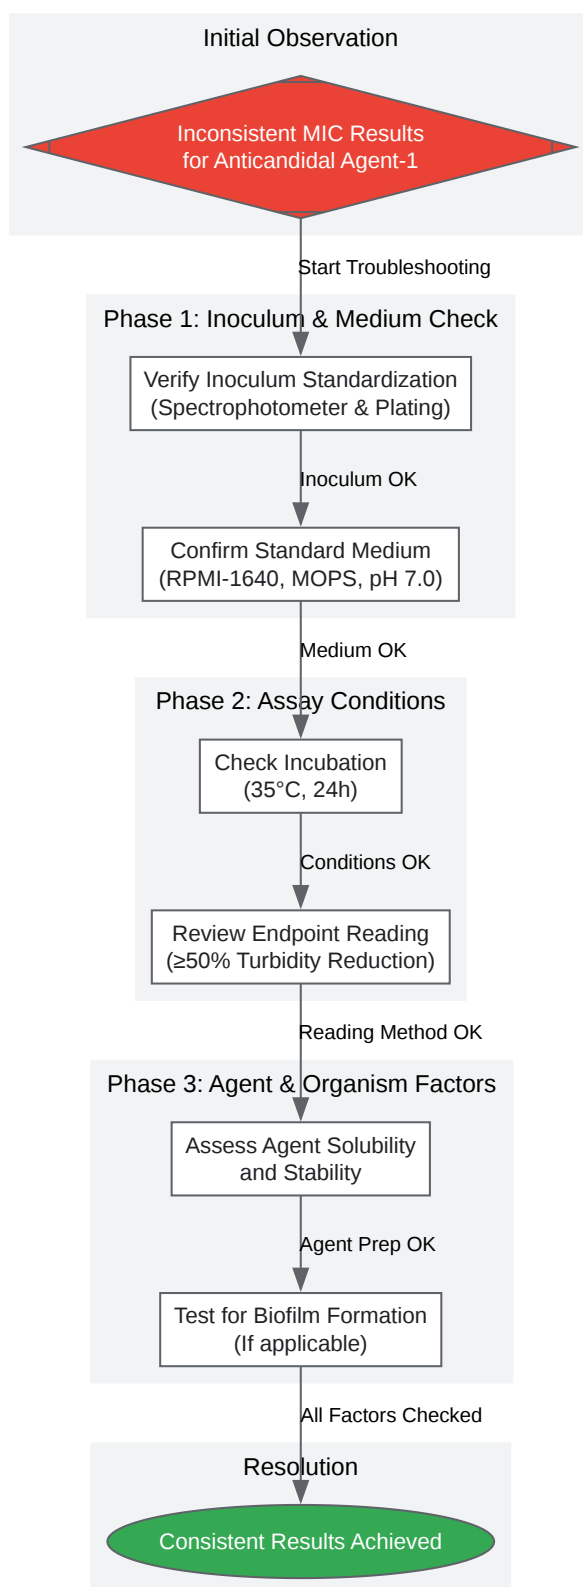 Initial Observation
Inconsistent MIC Results
for Anticandidal Agent-1
Start Troubleshooting
Phase 1: Inoculum & Medium Check
Verify Inoculum Standardization
(Spectrophotometer & Plating)
Inoculum OK
Confirm Standard Medium
(RPMI-1640, MOPS, pH 7.0)
Medium OK
Phase 2: Assay Conditions
Check Incubation
(35°C, 24h)
Conditions OK
Review Endpoint Reading
(≥50% Turbidity Reduction)
Reading Method OK
Phase 3: Agent & Organism Factors
Assess Agent Solubility
and Stability
Agent Prep OK
Test for Biofilm Formation
(If applicable)
All Factors Checked
Resolution
Consistent Results Achieved